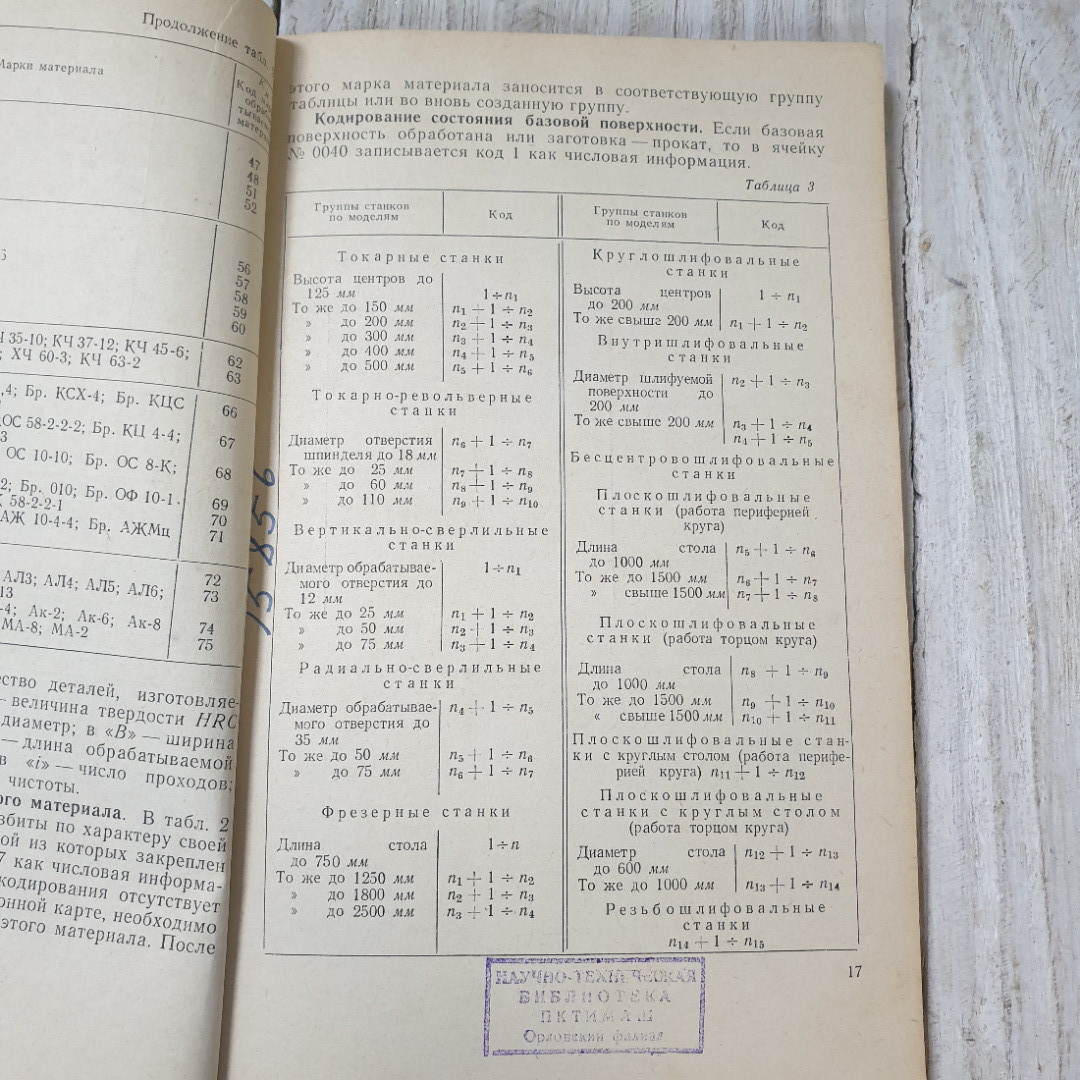 Продолжение табл.
Марки материала
47
48
51
52
56
57
58
59
60
Ч 35-10; КЧ 37-12; КЧ 45-6;
; ХЧ 60-3; КЧ 63-2
62
63
,4; Бр. КСХ-4; Бр. КЦС
66
ОС 58-2-2-2; Бр. КЦ 4-4;
3
67
ОС 10-10; Бр. ОС 8-К;
68
2; Бр. 010; Бр. ОФ 10-1
58-2-2-1
69
АЖ 10-4-4; Бр. АЖМц
70
71
АЛ3; АЛ4; АЛ5; АЛ6;
13
72
73
-4; Ак-2; Ак-6; Ак-8
МА-8; МА-2
74
75
ество деталей, изготовляе-
— величина твердости HRC
диаметр; в «В» — ширина
— длина обрабатываемой
в «i» — число проходов;
чистоты.
ого материала. В табл. 2
збиты по характеру своей
ой из которых закреплен
7 как числовая информа-
кодирования отсутствует
онной карте, необходимо
этого материала. После
15856
этого марка материала заносится в соответствующую группу
таблицы или во вновь созданную группу.
Кодирование состояния базовой поверхности. Если базовая
поверхность обработана или заготовка — прокат, то в ячейку
№ 0040 записывается код 1 как числовая информация.
Таблица 3
Группы станков
по моделям
Код
Токарные станки
Высота центров до
125 мм 1÷n1
То же до 150 мм n1 + 1 ÷ n2
» до 200 мм n2 + 1 ÷ n3
» до 300 мм n3 + 1 ÷ n4
» до 400 мм n4 + 1 ÷ n5
» до 500 мм n5 + 1 ÷ n6
Токарно-револьверные
станки
Диаметр отверстия n6 + 1 ÷ n7
шпинделя до 18 мм
То же до 25 мм n7 + 1 ÷ n8
» до 60 мм n8 + 1 ÷ n9
» до 110 мм n9 + 1 ÷ n10
Вертикально-сверлильные
станки
Диаметр обрабатывае- 1÷n1
мого отверстия до
12 мм
То же до 25 мм n1 + 1 ÷ n2
» до 50 мм n2 + 1 ÷ n3
» до 75 мм n3 + 1 ÷ n4
Радиально-сверлильные
станки
Диаметр обрабатывае- n4 + 1 ÷ n5
мого отверстия до
35 мм
То же до 50 мм n5 + 1 ÷ n6
» до 75 мм n6 + 1 ÷ n7
Фрезерные станки
Длина стола 1÷n
до 750 мм
То же до 1250 мм n1 + 1 ÷ n2
» до 1800 мм n2 + 1 ÷ n3
» до 2500 мм n3 + 1 ÷ n4
Группы станков
по моделям
Код
Круглошлифовальные
станки
Высота центров 1 ÷ n1
до 200 мм
То же свыше 200 мм n1 + 1 ÷ n2
Внутришлифовальные
станки
Диаметр шлифуемой n2 + 1 ÷ n3
поверхности до
200 мм
То же свыше 200 мм n3 + 1 ÷ n4
n4 + 1 ÷ n5
Бесцентровошлифовальные
станки
Плоскошлифовальные
станки (работа периферией
круга)
Длина стола n5 + 1 ÷ n6
до 1000 мм
То же до 1500 мм n6 + 1 ÷ n7
» свыше 1500 мм n7 + 1 ÷ n8
Плоскошлифовальные
станки (работа торцом круга)
Длина стола n8 + 1 ÷ n9
до 1000 мм
То же до 1500 мм n9 + 1 ÷ n10
« свыше 1500 мм n10 + 1 ÷ n11
Плоскошлифовальные стан-
ки с круглым столом (работа перифе-
рией круга) n11 + 1 ÷ n12
Плоскошлифовальные
станки с круглым столом
(работа торцом круга)
Диаметр стола n12 + 1 ÷ n13
до 600 мм
То же до 1000 мм n13 + 1 ÷ n14
Резьбошлифовальные
станки
n14 + 1 ÷ n15
17
НАУЧНО-ТЕХНИЧЕСКАЯ
БИБЛИОТЕКА
ПКТИМАШ
Орловский филиал